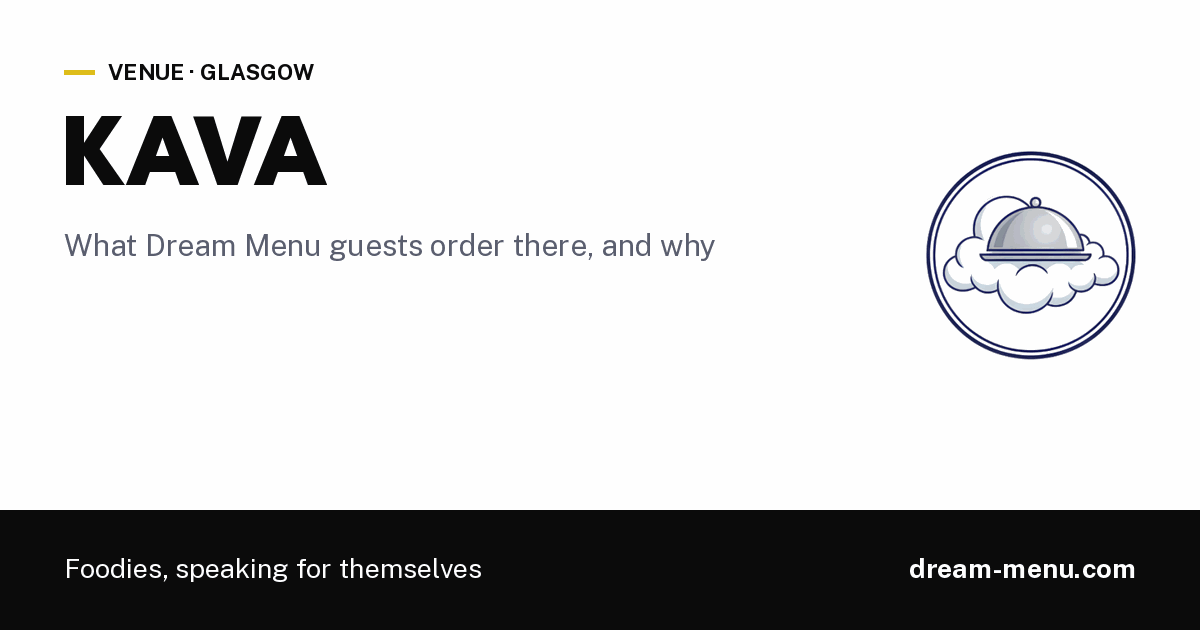 VENUE · GLASGOW
KAVA
What Dream Menu guests order there, and why
Foodies, speaking for themselves
dream-menu.com